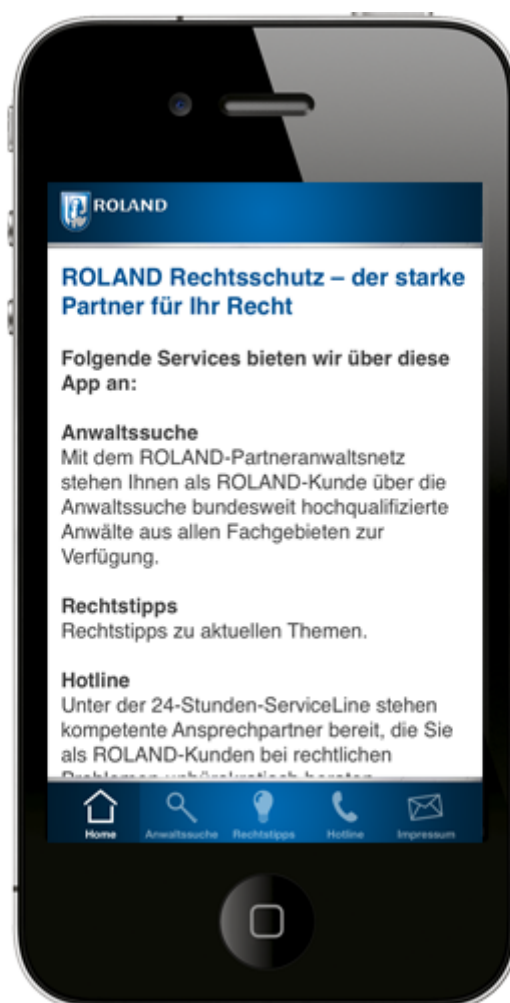 ROLAND
ROLAND Rechtsschutz – der starke
Partner für Ihr Recht
Folgende Services bieten wir über diese
App an:
Anwaltssuche
Mit dem ROLAND-Partneranwaltsnetz
stehen Ihnen als ROLAND-Kunde über die
Anwaltssuche bundesweit hochqualifizierte
Anwälte aus allen Fachgebieten zur
Verfügung.
Rechtstipps
Rechtstipps zu aktuellen Themen.
Hotline
Unter der 24-Stunden-ServiceLine stehen
kompetente Ansprechpartner bereit, die Sie
als ROLAND-Kunden bei rechtlichen
Problemen unbürokratisch beraten
Home Anwaltssuche Rechtstipps Hotline Impressum